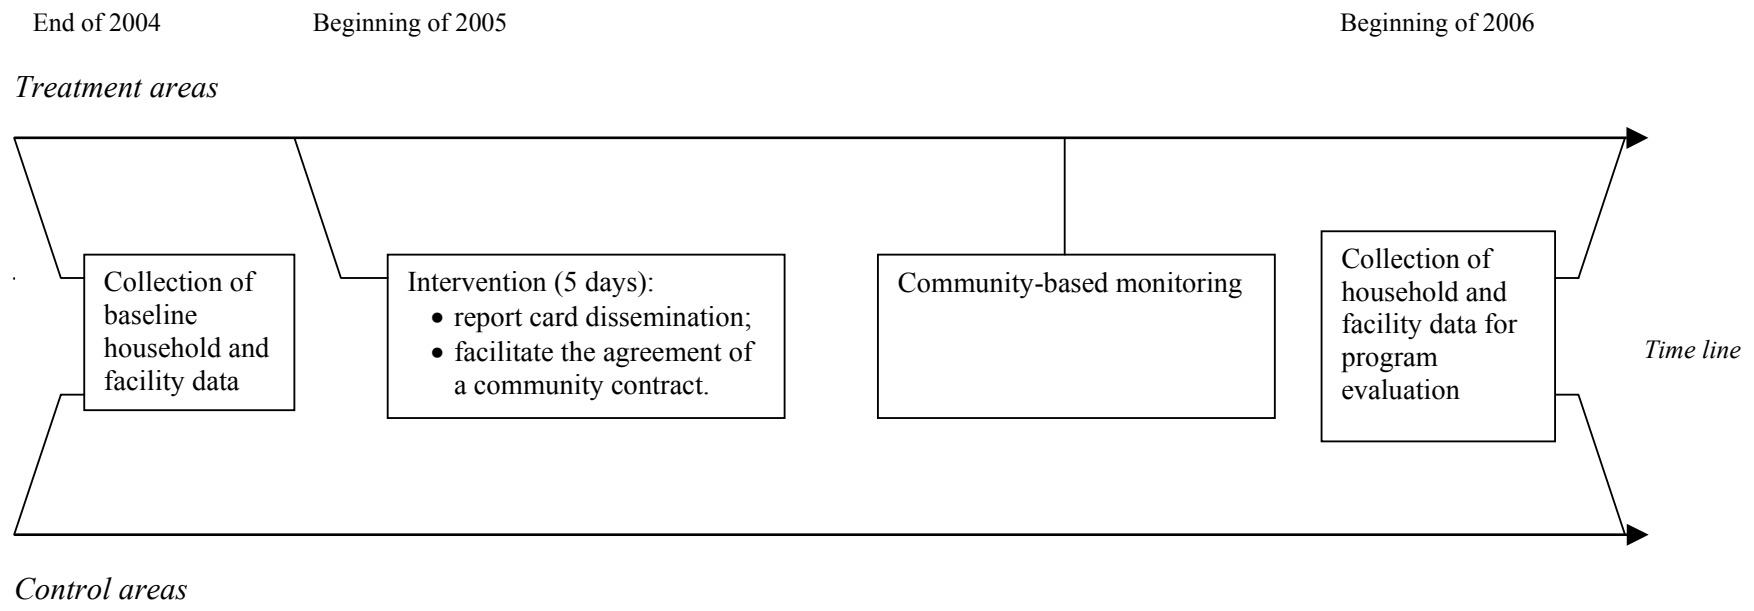 End of 2004
Beginning of 2005
Beginning of 2006
Treatment areas
Collection of
baseline
household and
facility data
Intervention (5 days):
• report card dissemination;
• facilitate the agreement of
a community contract.
Community-based monitoring
Collection of
household and
facility data for
program
evaluation
Time line
Control areas